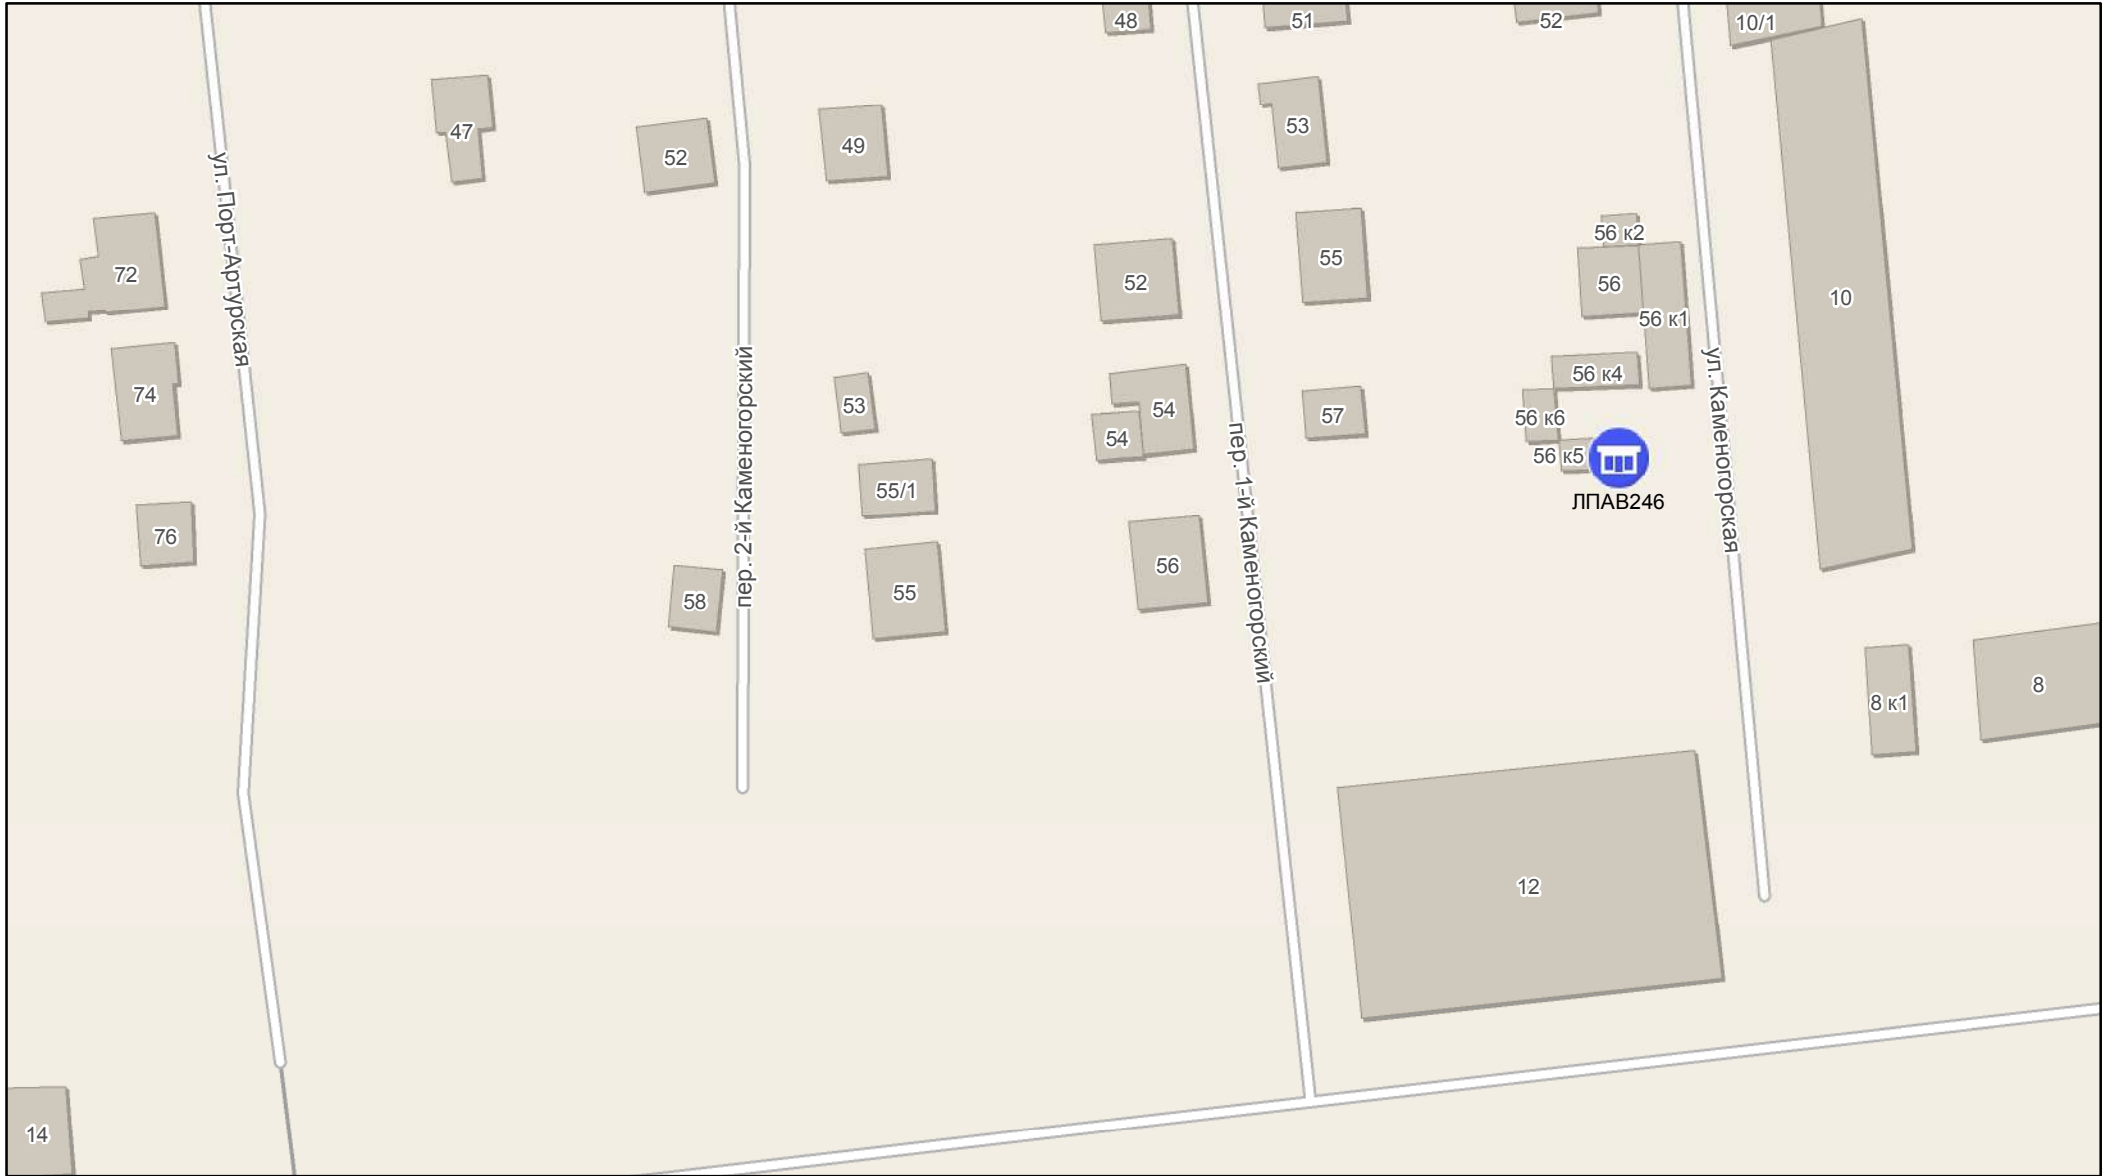 48
51
52
10/1
47
52
49
53
ул. Порт-Артурская
72
52
55
56 к2
56
56 к1
10
74
53
54
54
57
56 к4
56 к6
56 к5
ЛПАВ246
ул. Каменогорская
пер. 2-й Каменогорский
пер. 1-й Каменогорский
55/1
76
58
55
56
8 к1
8
12
14